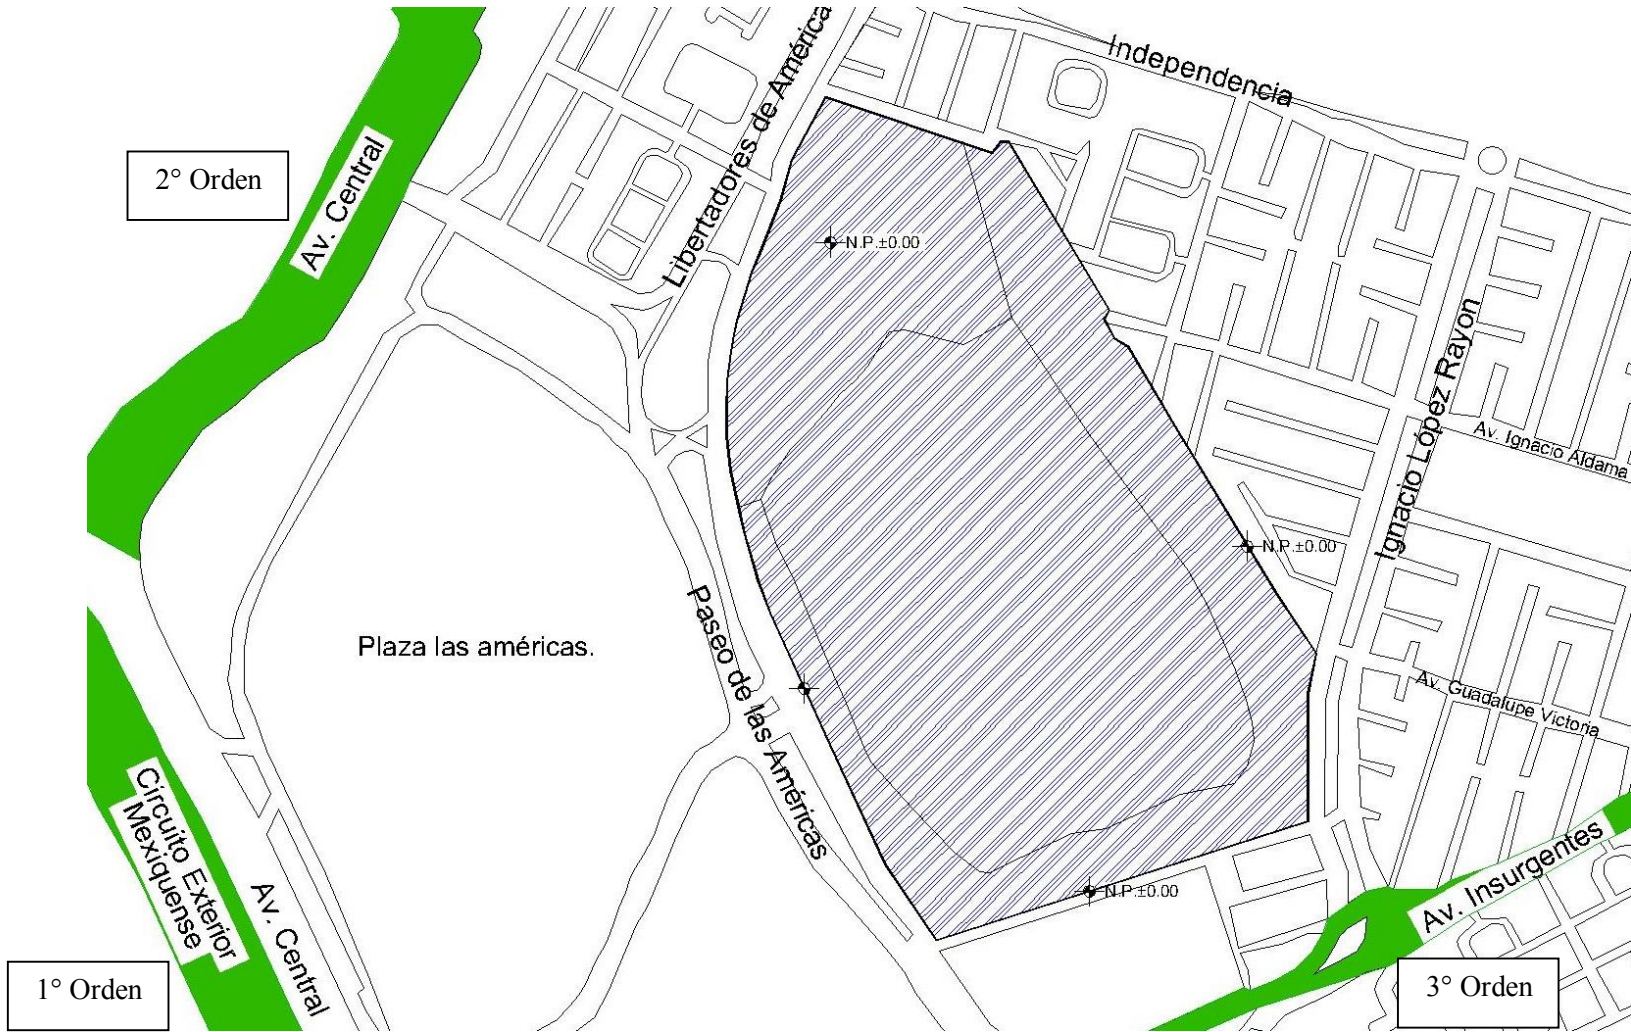 Independencia
Libertadores de América
2° Orden
Av. Central
N.P.±0.00
Ignacio López Rayon
Av. Ignacio Aldama
N.P.±0.00
Plaza las américas.
Paseo de las Américas
Av. Guadalupe Victoria
Circuito Exterior
Mexiquense
Av. Central
N.P.±0.00
Av. Insurgentes
1° Orden
3° Orden